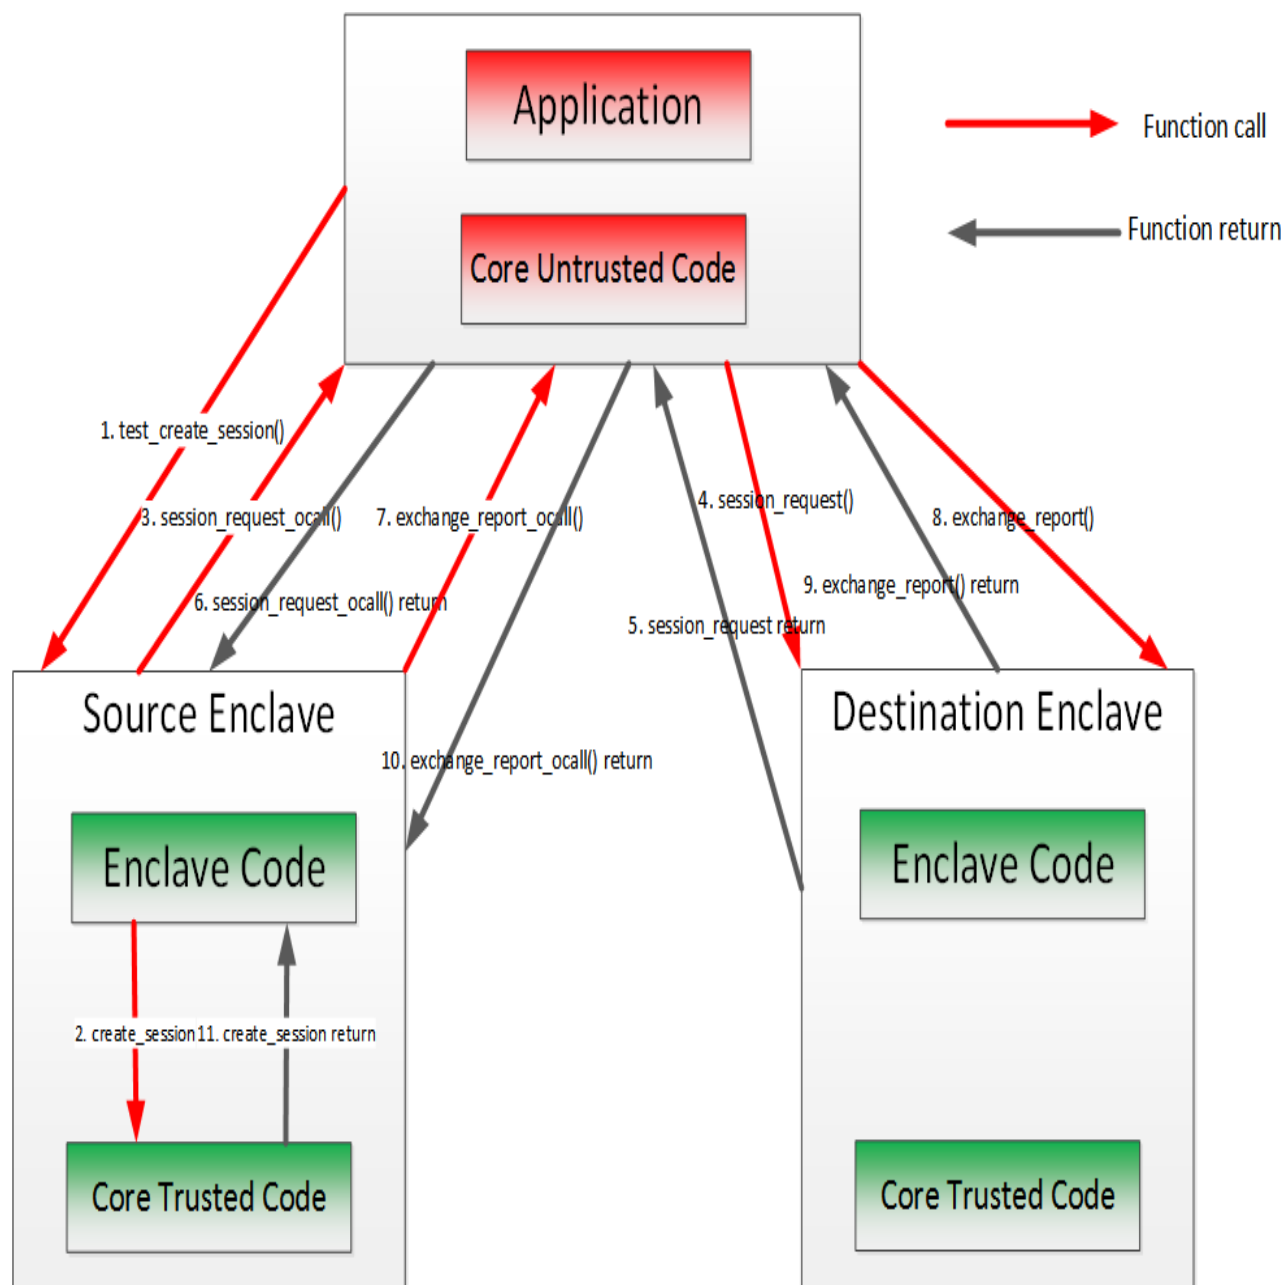 Application
Function call
Function return
Core Untrusted Code
1. test_create_session()
3. session_request_ocall()
7. exchange_report_ocall()
4. session_request()
8. exchange_report()
6. session_request_ocall() return
9. exchange_report() return
5. session_request return
Source Enclave
Destination Enclave
10. exchange_report_ocall() return
Enclave Code
Enclave Code
2. create_session
11. create_session return
Core Trusted Code
Core Trusted Code